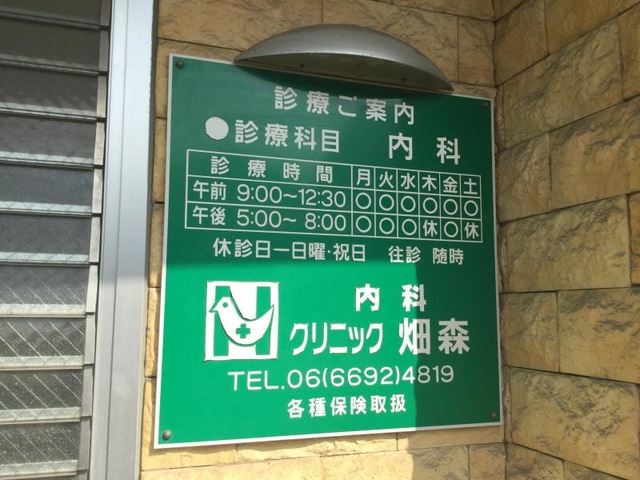 診療ご案内
●診療科目 内科
診療時間 月 火 水 木 金 土
午前 9:00〜12:30 ○ ○ ○ ○ ○ ○
午後 5:00〜 8:00 ○ ○ ○ 休 ○ 休
休診日ー日曜・祝日 往診 随時
内科
クリニック 畑森
TEL.06(6692)4819
各種保険取扱